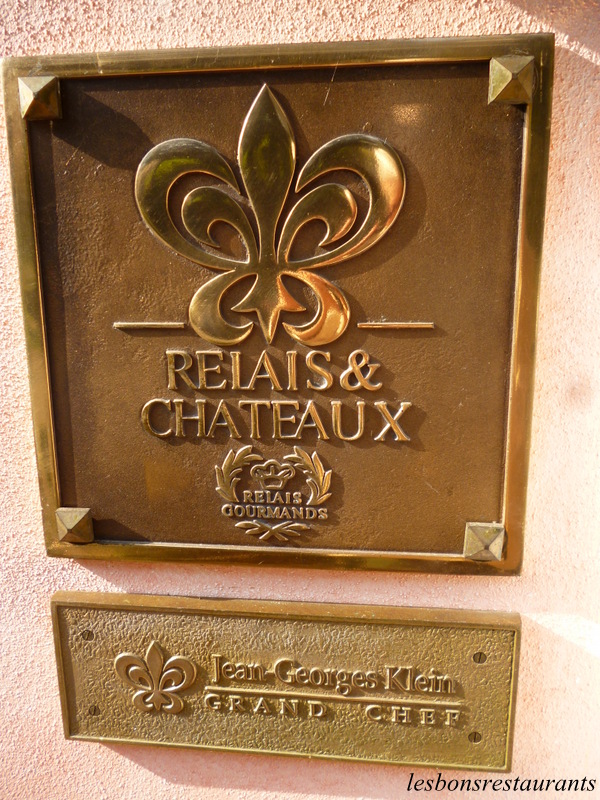 RELAIS &
CHATEAUX
RELAIS
GOURMANDS
Jean-Georges Klein
GRAND CHEF
lesbonsrestaurants